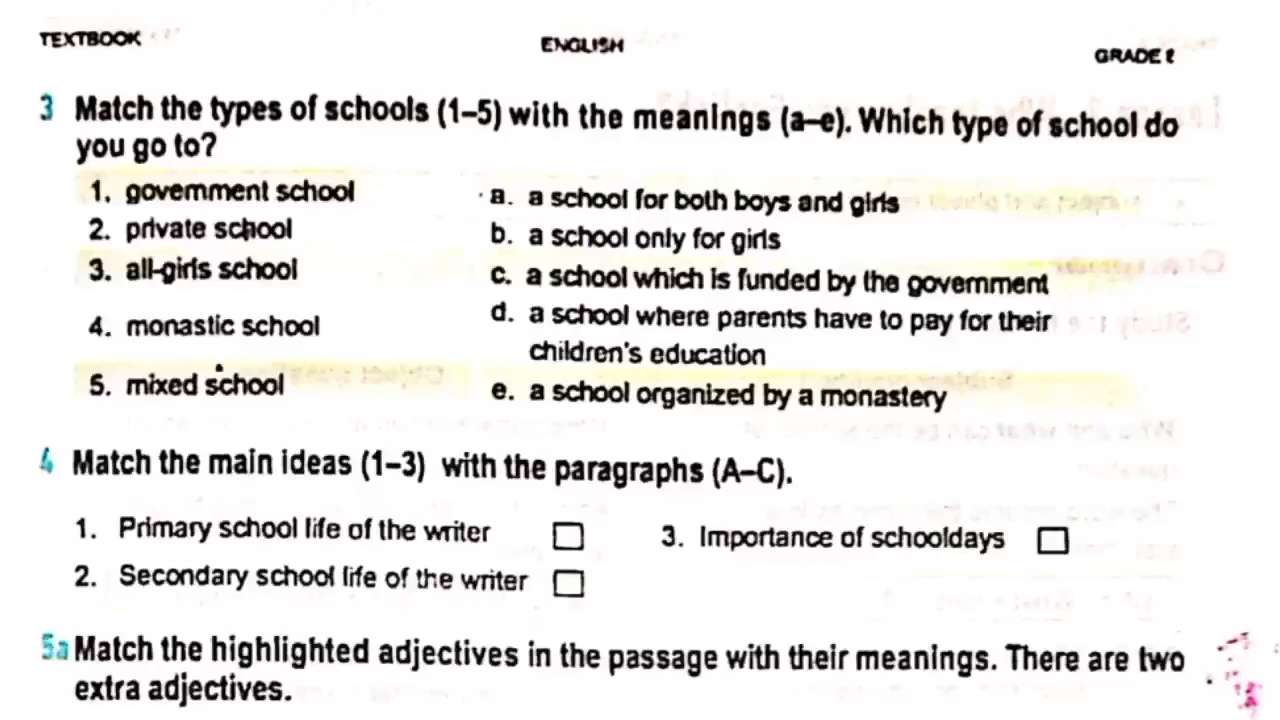 TEXTBOOK
ENGLISH
GRADE 8
3 Match the types of schools (1–5) with the meanings (a–e). Which type of school do
you go to?
1. government school
2. private school
3. all-girls school
4. monastic school
5. mixed school
a. a school for both boys and girls
b. a school only for girls
c. a school which is funded by the government
d. a school where parents have to pay for their
children's education
e. a school organized by a monastery
4 Match the main ideas (1–3) with the paragraphs (A–C).
1. Primary school life of the writer
2. Secondary school life of the writer
3. Importance of schooldays
5a Match the highlighted adjectives in the passage with their meanings. There are two
extra adjectives.